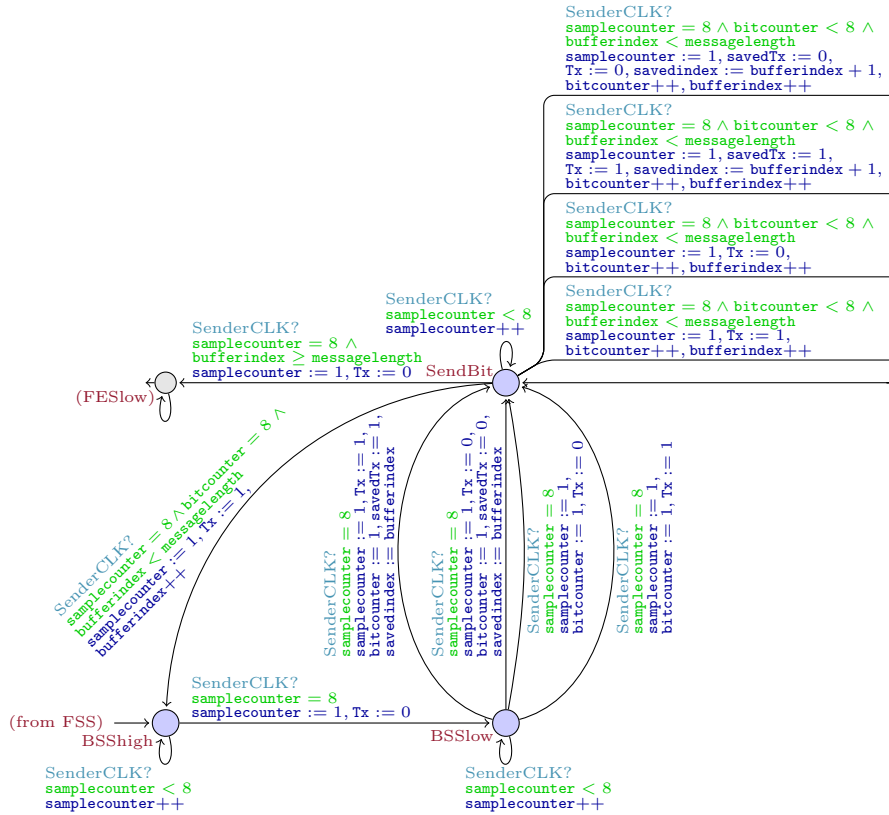 SenderCLK?
samplecounter = 8 ∧ bitcounter < 8 ∧
bufferindex < messagelength
samplecounter := 1, savedTx := 0,
Tx := 0, savedindex := bufferindex + 1,
bitcounter++, bufferindex++
SenderCLK?
samplecounter = 8 ∧ bitcounter < 8 ∧
bufferindex < messagelength
samplecounter := 1, savedTx := 1,
Tx := 1, savedindex := bufferindex + 1,
bitcounter++, bufferindex++
SenderCLK?
samplecounter = 8 ∧ bitcounter < 8 ∧
bufferindex < messagelength
samplecounter := 1, Tx := 0,
bitcounter++, bufferindex++
SenderCLK?
samplecounter = 8 ∧ bitcounter < 8 ∧
bufferindex < messagelength
samplecounter := 1, Tx := 1,
bitcounter++, bufferindex++
SenderCLK?
samplecounter < 8
samplecounter++
SenderCLK?
samplecounter = 8 ∧
bufferindex ≥ messagelength
samplecounter := 1, Tx := 0
SendBit
(FESlow)
SenderCLK?
samplecounter = 8 ∧ bitcounter = 8 ∧
bufferindex < messagelength
samplecounter := 1, Tx := 1,
bufferindex++
SenderCLK?
samplecounter = 8
samplecounter := 1, Tx := 1,
bitcounter := 1, savedTx := 1,
savedindex := bufferindex
SenderCLK?
samplecounter = 8
samplecounter := 1, Tx := 0,
bitcounter := 1, savedTx := 0,
savedindex := bufferindex
SenderCLK?
samplecounter = 8
samplecounter := 1,
bitcounter := 1, Tx := 0
SenderCLK?
samplecounter = 8
samplecounter := 1,
bitcounter := 1, Tx := 1
SenderCLK?
samplecounter = 8
samplecounter := 1, Tx := 0
(from FSS)
BSShigh
BSSlow
SenderCLK?
samplecounter < 8
samplecounter++
SenderCLK?
samplecounter < 8
samplecounter++